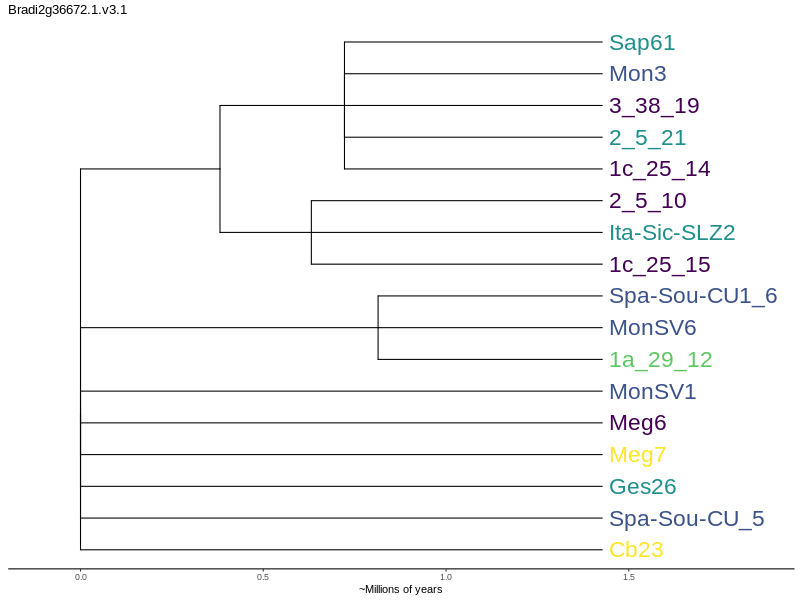 Bradi2g36672.1.v3.1
Sap61
Mon3
3_38_19
2_5_21
1c_25_14
2_5_10
Ita-Sic-SLZ2
1c_25_15
Spa-Sou-CU1_6
MonSV6
1a_29_12
MonSV1
Meg6
Meg7
Ges26
Spa-Sou-CU_5
Cb23
0.0 0.5 1.0 1.5
~Millions of years